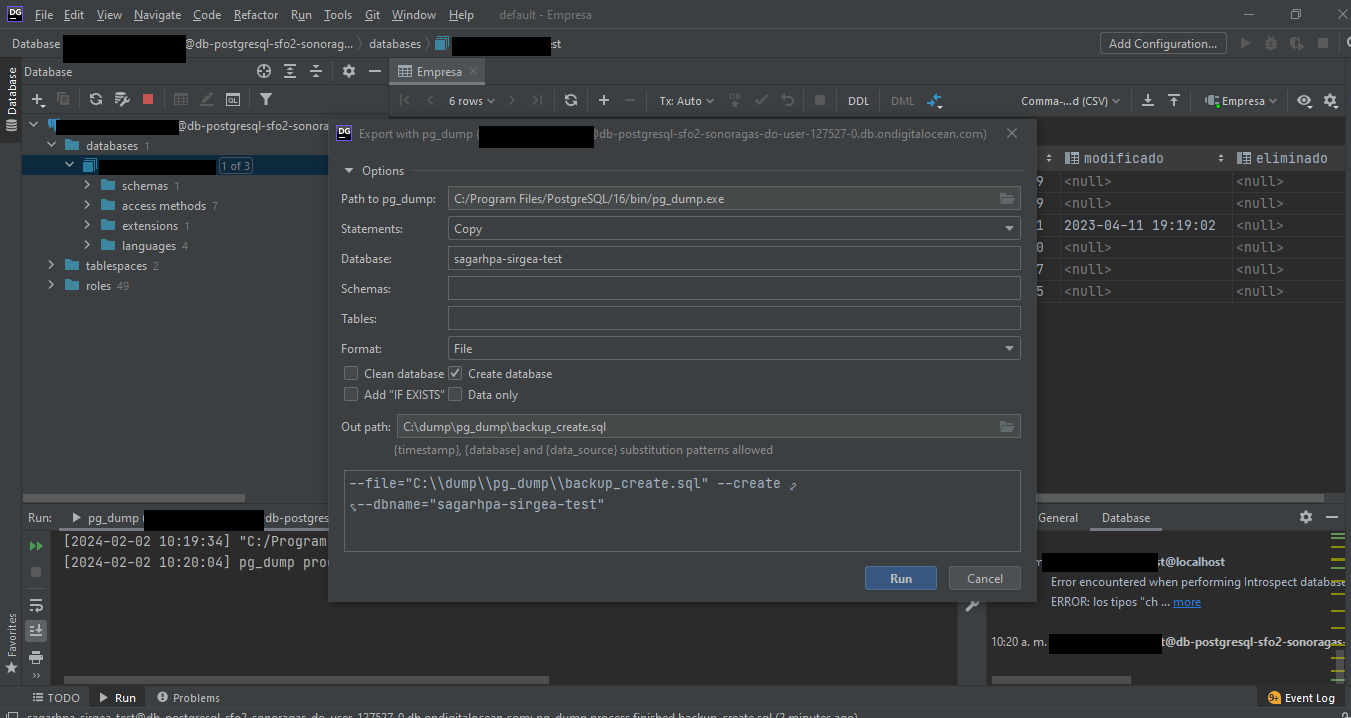 DG File Edit View Navigate Code Refactor Run Tools Git Window Help default - Empresa
Database @db-postgresql-sfo2-sonorag... databases st Add Configuration...
Database
Database Empresa
6 rows Tx: Auto DB DDL DML Comma-...d (CSV) Empresa
QL
@db-postgresql-sfo2-sonora
databases 1
1 of 3
schemas 1
access methods 7
extensions 1
languages 4
tablespaces 2
roles 49
modificado eliminado
9 <null> <null>
9 <null> <null>
1 2023-04-11 19:19:02 <null>
0 <null> <null>
7 <null> <null>
5 <null> <null>
DG Export with pg_dump ( @db-postgresql-sfo2-sonoragas-do-user-127527-0.db.ondigitalocean.com)
Options
Path to pg_dump: C:/Program Files/PostgreSQL/16/bin/pg_dump.exe
Statements: Copy
Database: sagarhpa-sirgea-test
Schemas:
Tables:
Format: File
Clean database Create database
Add "IF EXISTS" Data only
Out path: C:\dump\pg_dump\backup_create.sql
{timestamp}, {database} and {data_source} substitution patterns allowed
--file="C:\\dump\\pg_dump\\backup_create.sql" --create
--dbname="sagarhpa-sirgea-test"
Run Cancel
Run: pg_dump ( db-postgres
[2024-02-02 10:19:34] "C:/Program
[2024-02-02 10:20:04] pg_dump pro
Favorites
General Database
t@localhost
Error encountered when performing Introspect database
ERROR: los tipos "ch ... more
10:20 a. m. t@db-postgresql-sfo2-sonoragas-
TODO Run Problems 9+ Event Log
sagarhpa-sirgea-test@db-postgresql-sfo2-sonoragas-do-user-127527-0.db.ondigitalocean.com: pg_dump process finished backup_create.sql (2 minutes ago)